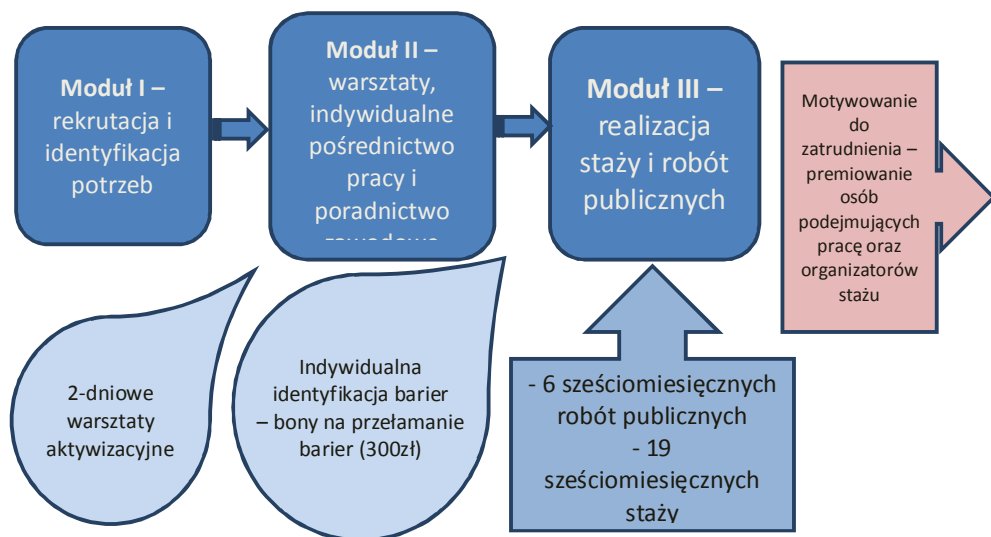 Moduł I –
rekrutacja i
identyfikacja
potrzeb
Moduł II –
warsztaty,
indywidualne
pośrednictwo
pracy i
poradnictwo
zawodowe
Moduł III –
realizacja
staży i robót
publicznych
Motywowanie
do
zatrudnienia –
premiowanie
osób
podejmujących
pracę oraz
organizatorów
stażu
2-dniowe
warsztaty
aktywizacyjne
Indywidualna
identyfikacja barier
– bony na przełamanie
barier (300zł)
- 6 sześciomiesięcznych
robót publicznych
- 19
sześciomiesięcznych
staży